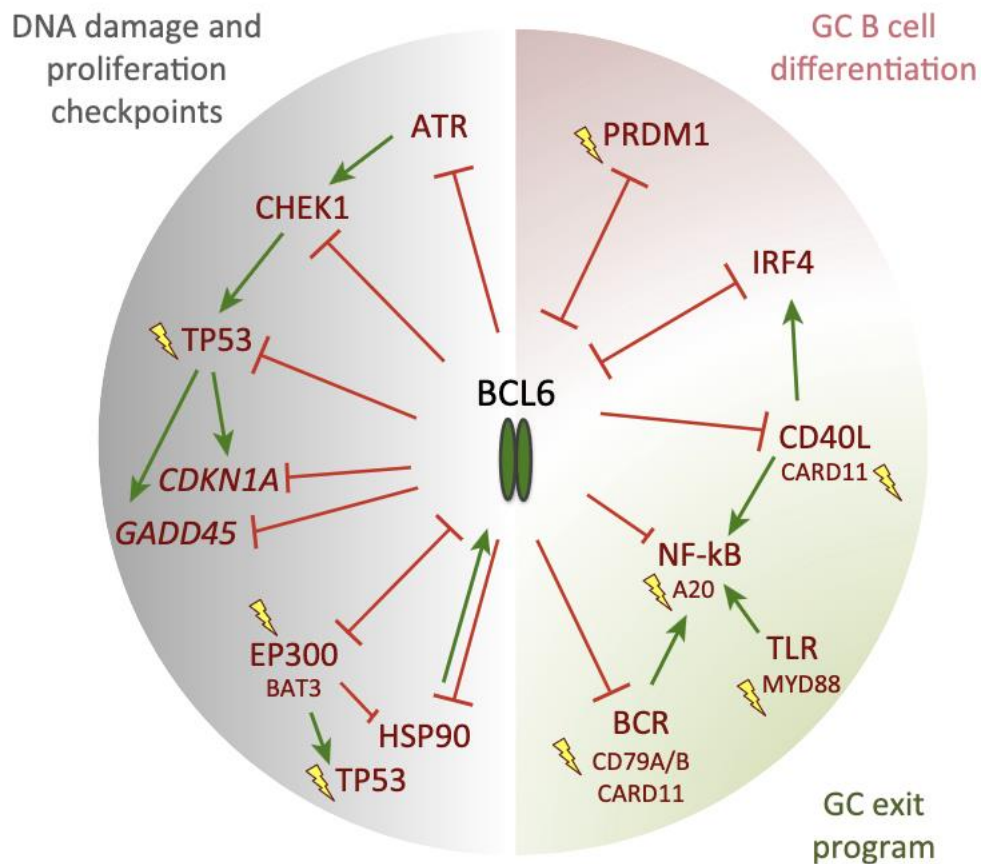 DNA damage and
proliferation
checkpoints
GC B cell
differentiation
ATR
PRDM1
CHEK1
IRF4
TP53
BCL6
CD40L
CARD11
CDKN1A
GADD45
NF-kB
A20
EP300
BAT3
TLR
MYD88
HSP90
BCR
CD79A/B
CARD11
TP53
GC exit
program